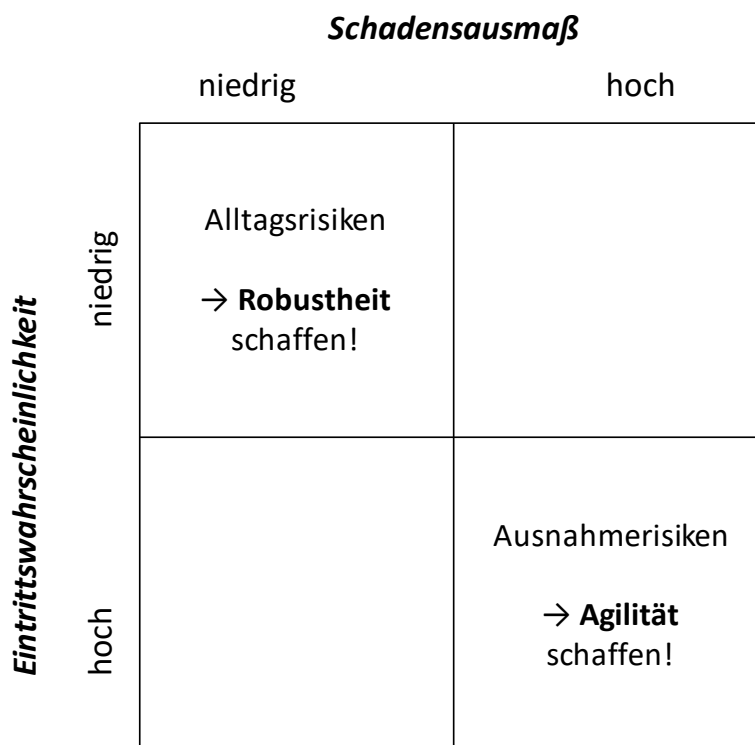 Schadensausmaß
niedrig hoch
Eintrittswahrscheinlichkeit
niedrig
Alltagsrisiken
→ Robustheit
schaffen!
hoch
Ausnahmerisiken
→ Agilität
schaffen!